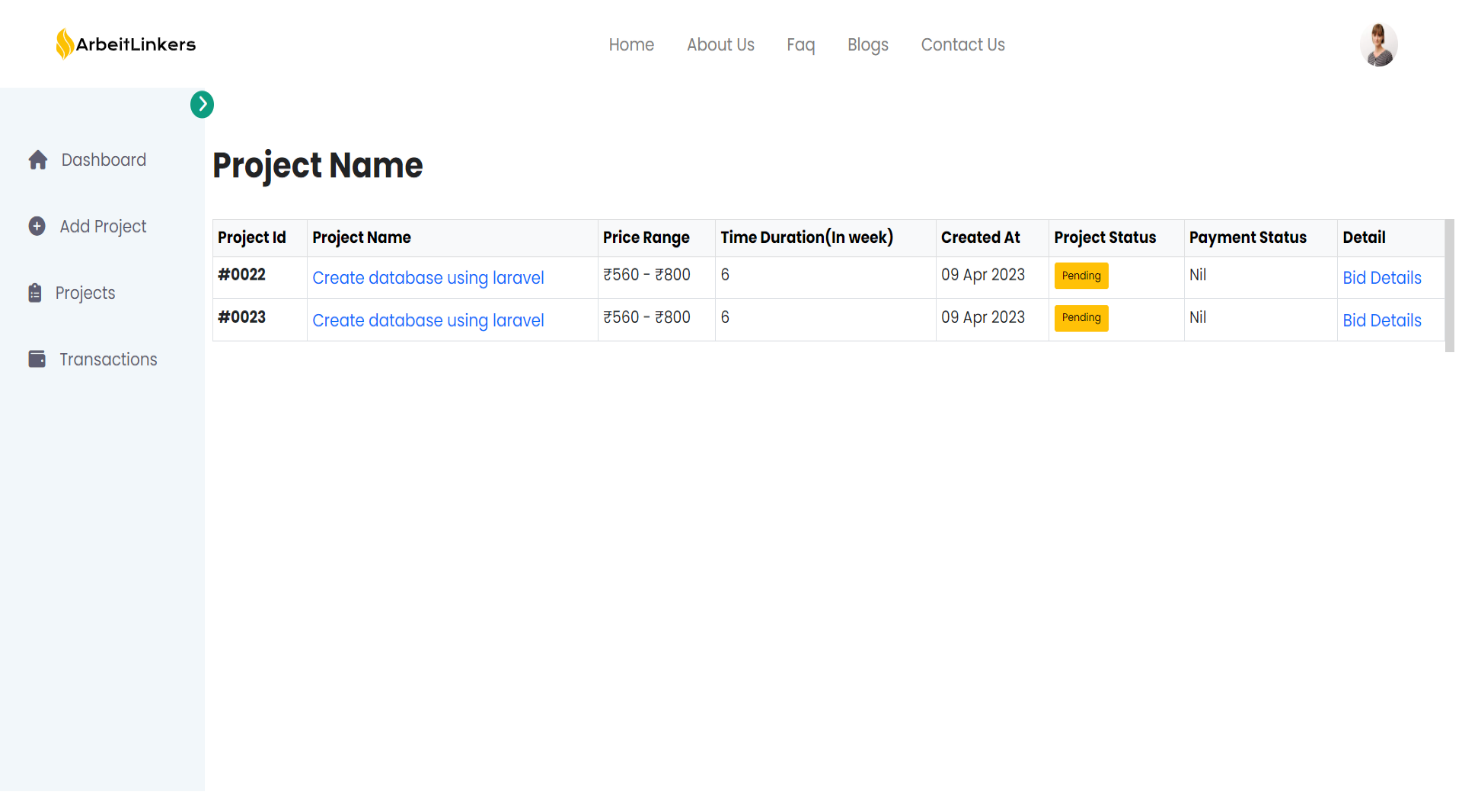 ArbeitLinkers
Home About Us Faq Blogs Contact Us
Dashboard
Add Project
Projects
Transactions
Project Name
Project Id Project Name Price Range Time Duration(In week) Created At Project Status Payment Status Detail
#0022 Create database using laravel ₹560 - ₹800 6 09 Apr 2023 Pending Nil Bid Details
#0023 Create database using laravel ₹560 - ₹800 6 09 Apr 2023 Pending Nil Bid Details